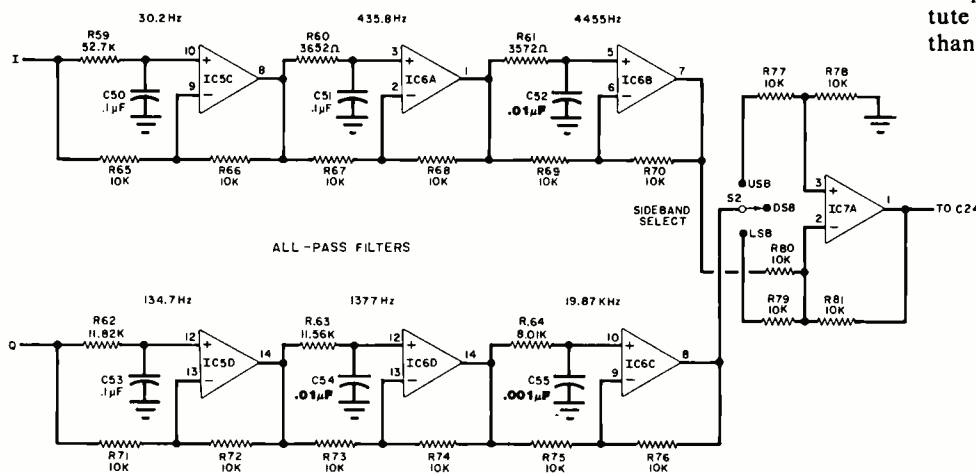 tute
than
30.2Hz 435.8Hz 4455Hz
R59
52.7K
R60
3652Ω
R61
3572Ω
I
10 + IC5C 8
9 −
3 + IC6A 1
2 −
5 + IC6B 7
6 −
C50
.1μF
C51
.1μF
C52
.01μF
R65
10K
R66
10K
R67
10K
R68
10K
R69
10K
R70
10K
R77
10K
R78
10K
USB
S2
DSB
LSB
SIDEBAND
SELECT
3 + IC7A 1
2 −
TO C24
R80
10K
R79
10K
R81
10K
ALL-PASS FILTERS
134.7Hz 1377Hz 19.87KHz
R62
11.82K
R.63
11.56K
R.64
8.01K
Q
12 + IC5D 14
13 −
12 + IC6D 14
13 −
10 + IC6C 8
9 −
C53
.1μF
C54
.01μF
C55
.001μF
R71
10K
R72
10K
R73
10K
R74
10K
R75
10K
R76
10K